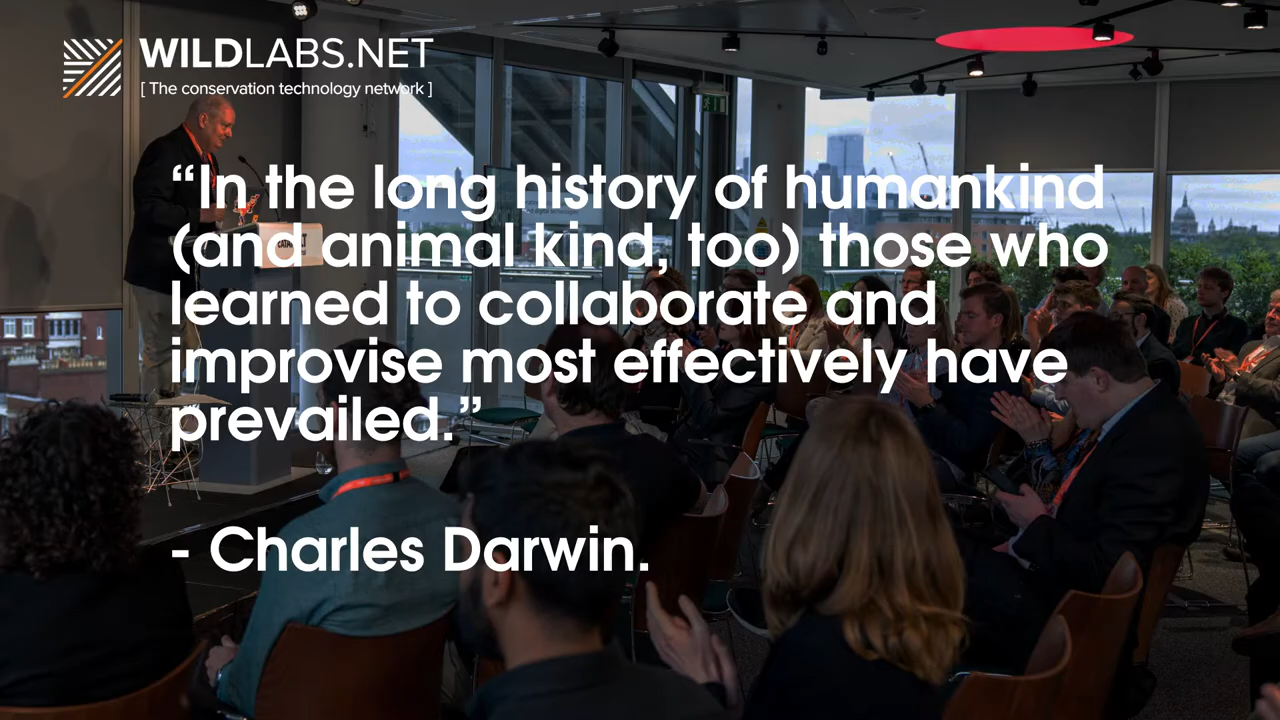 WILDLABS.NET
[ The conservation technology network ]
“In the long history of humankind
(and animal kind, too) those who
learned to collaborate and
improvise most effectively have
prevailed.”
- Charles Darwin.